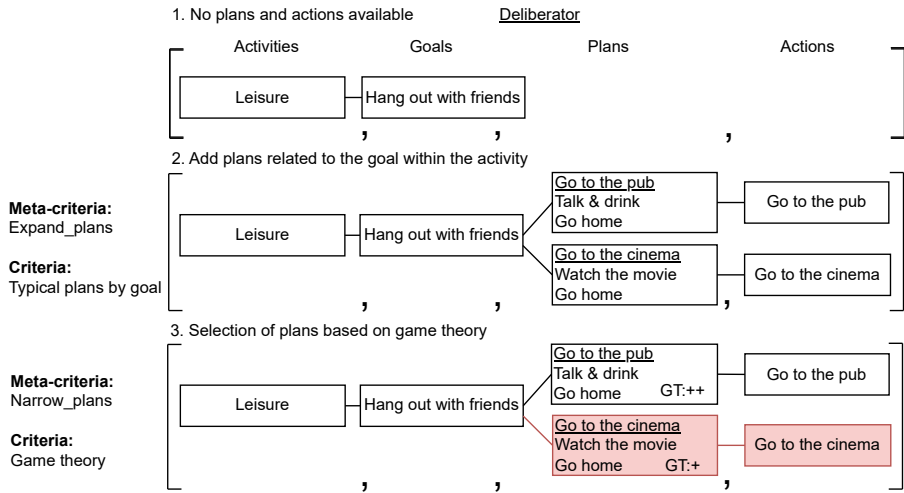 1. No plans and actions available Deliberator
Activities Goals Plans Actions
Leisure Hang out with friends
, , ,
2. Add plans related to the goal within the activity
Meta-criteria:
Expand_plans
Criteria:
Typical plans by goal
Leisure Hang out with friends
Go to the pub
Talk & drink
Go home
Go to the pub
Go to the cinema
Watch the movie
Go home
Go to the cinema
, , ,
3. Selection of plans based on game theory
Meta-criteria:
Narrow_plans
Criteria:
Game theory
Leisure Hang out with friends
Go to the pub
Talk & drink
Go home GT:++
Go to the pub
Go to the cinema
Watch the movie
Go home GT:+
Go to the cinema
, , ,